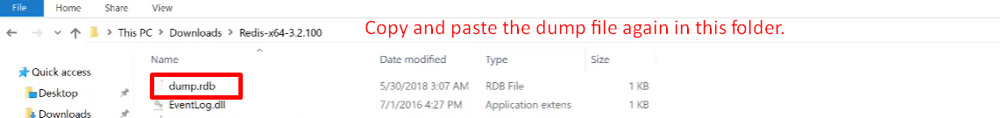 File Home Share View
This PC > Downloads > Redis-x64-3.2.100 Copy and paste the dump file again in this folder.
Name Date modified Type Size
Quick access
dump.rdb 5/30/2018 3:07 AM RDB File 1 KB
Desktop
EventLog.dll 7/1/2016 4:27 PM Application extens 1 KB
Downloads